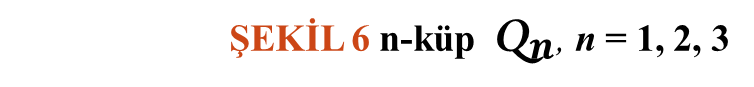 ŞEKİL 6 n-küp Qₙ, n = 1, 2, 3